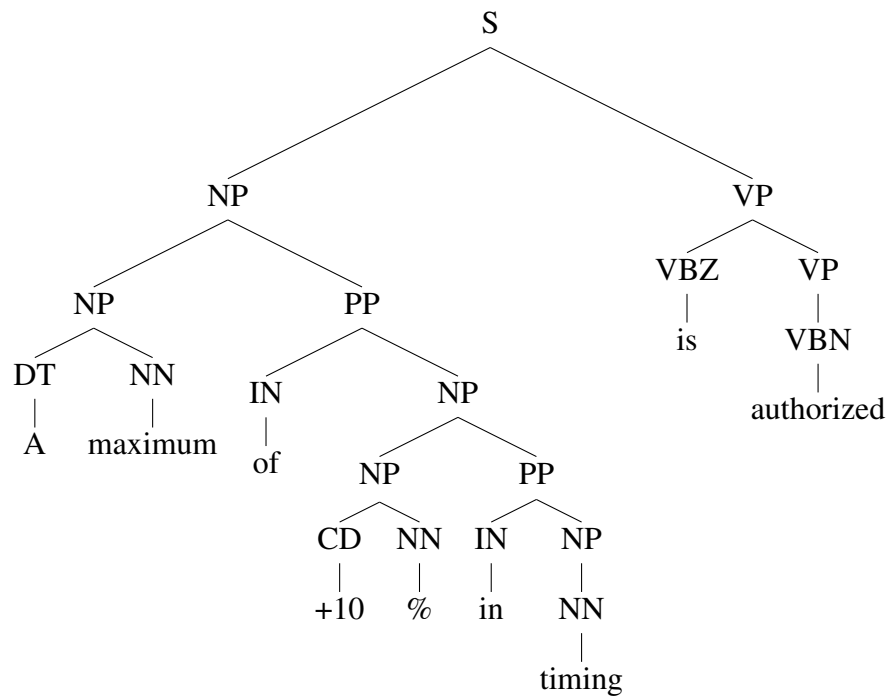 S
NP VP
NP PP VBZ VP
DT NN IN NP is VBN
A maximum of NP PP authorized
CD NN IN NP
+10 % in NN
timing